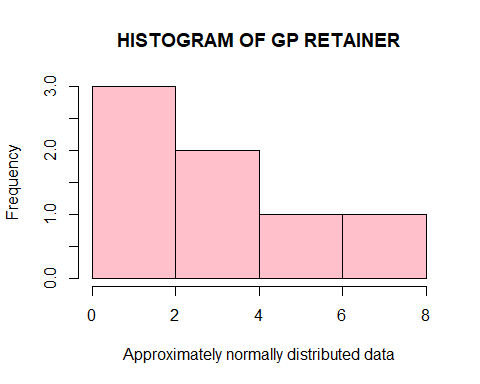 HISTOGRAM OF GP RETAINER
3.0
2.0
1.0
0.0
Frequency
0 2 4 6 8
Approximately normally distributed data